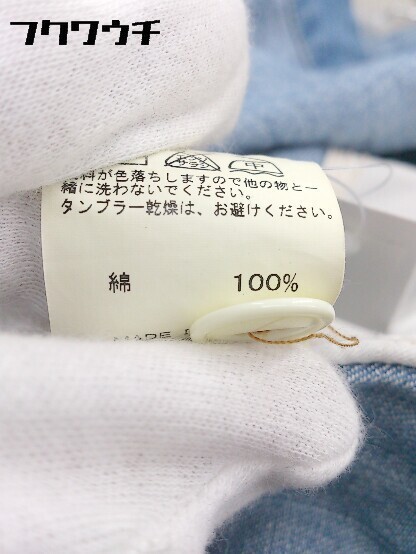 フクワウチ
中
料が色落ちしますので他の物と一
緒に洗わないでください。
タンブラー乾燥は、お避けください。
綿 100%